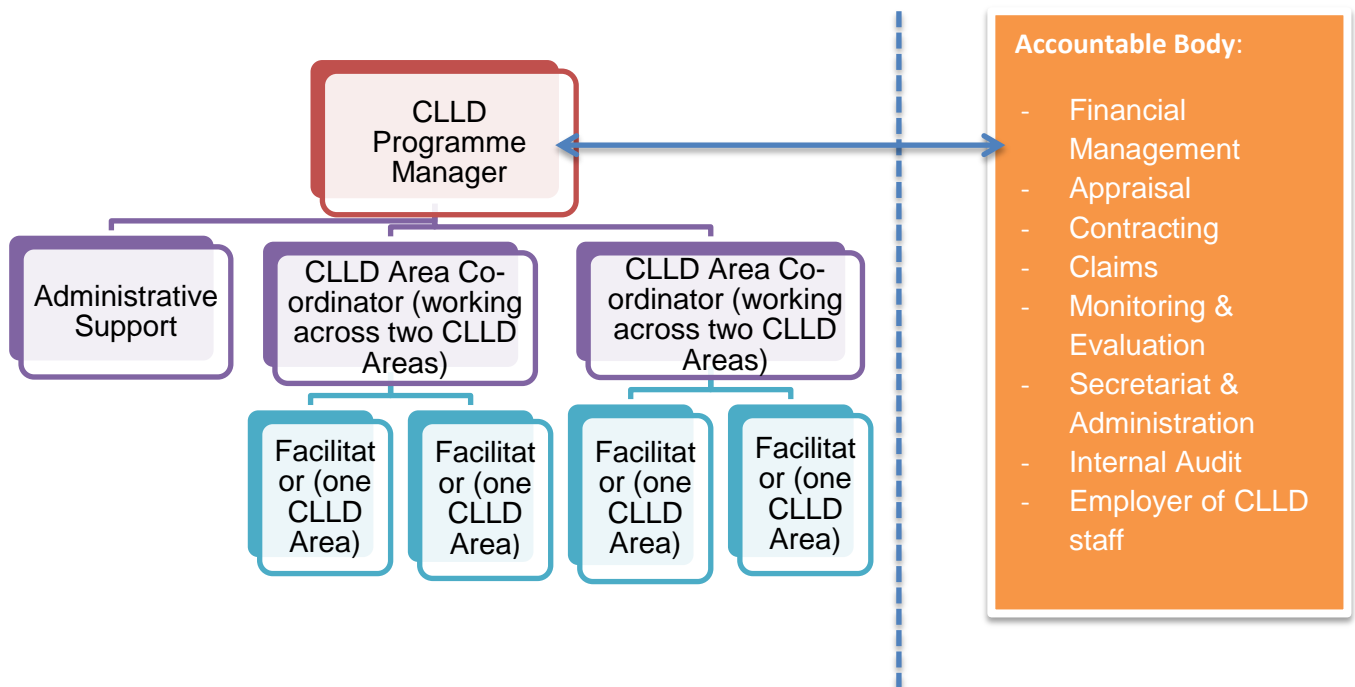 CLLD
Programme
Manager
Administrative
Support
CLLD Area Co-
ordinator (working
across two CLLD
Areas)
CLLD Area Co-
ordinator (working
across two CLLD
Areas)
Facilitat
or (one
CLLD
Area)
Facilitat
or (one
CLLD
Area)
Facilitat
or (one
CLLD
Area)
Facilitat
or (one
CLLD
Area)
Accountable Body:
- Financial
Management
- Appraisal
- Contracting
- Claims
- Monitoring &
Evaluation
- Secretariat &
Administration
- Internal Audit
- Employer of CLLD
staff